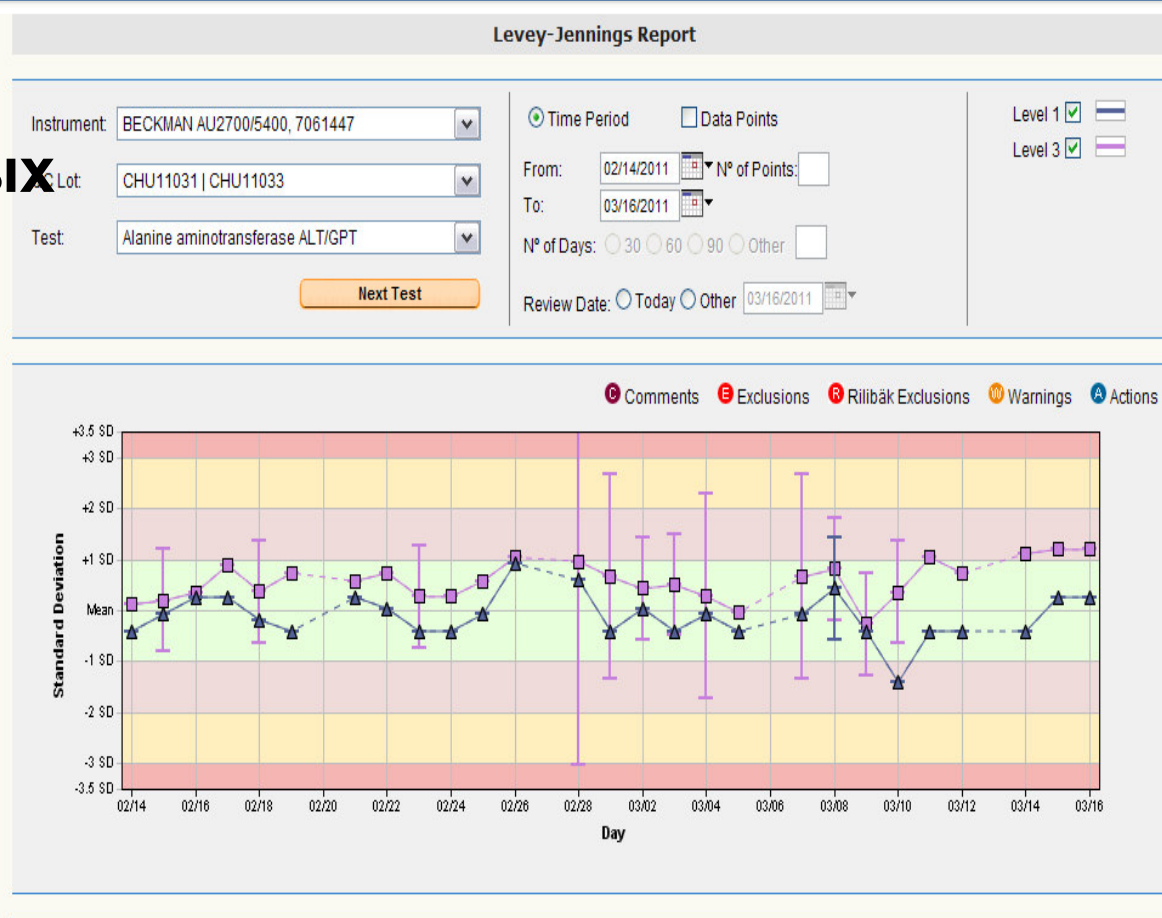 Levey-Jennings Report
Instrument: BECKMAN AU2700/5400, 7061447
SIX C Lot: CHU11031 | CHU11033
Test: Alanine aminotransferase ALT/GPT
Next Test
Time Period Data Points
From: 02/14/2011 Nº of Points:
To: 03/16/2011
Nº of Days: 30 60 90 Other
Review Date: Today Other 03/16/2011
Level 1
Level 3
C Comments E Exclusions R Rilibäk Exclusions W Warnings A Actions
+3.5 SD
+3 SD
+2 SD
+1 SD
Mean
-1 SD
-2 SD
-3 SD
-3.5 SD
Standard Deviation
02/14 02/16 02/18 02/20 02/22 02/24 02/26 02/28 03/02 03/04 03/06 03/08 03/10 03/12 03/14 03/16
Day